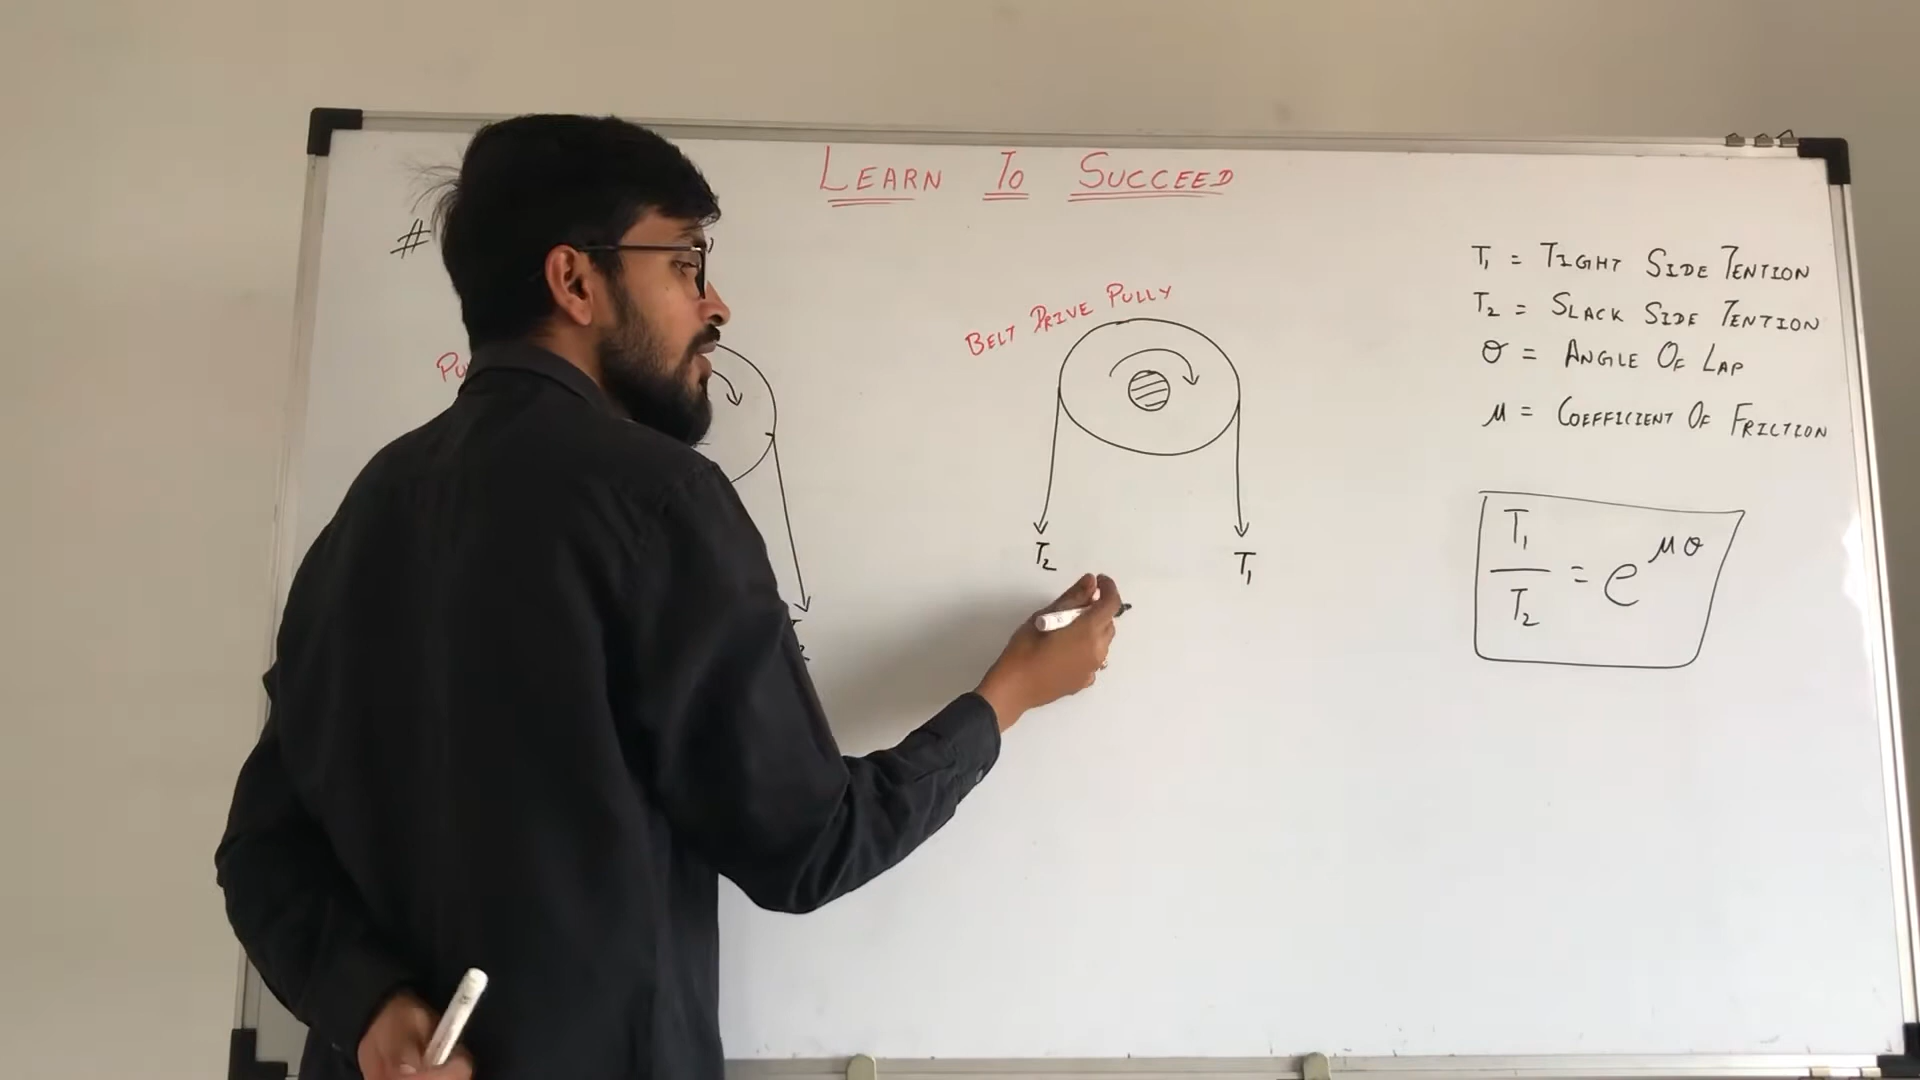 LEARN TO SUCCEED
#
BELT DRIVE PULLY
T₂
T₁
T₁ = TIGHT SIDE TENTION
T₂ = SLACK SIDE TENTION
θ = ANGLE OF LAP
μ = COEFFICIENT OF FRICTION
T₁/T₂ = e^μθ